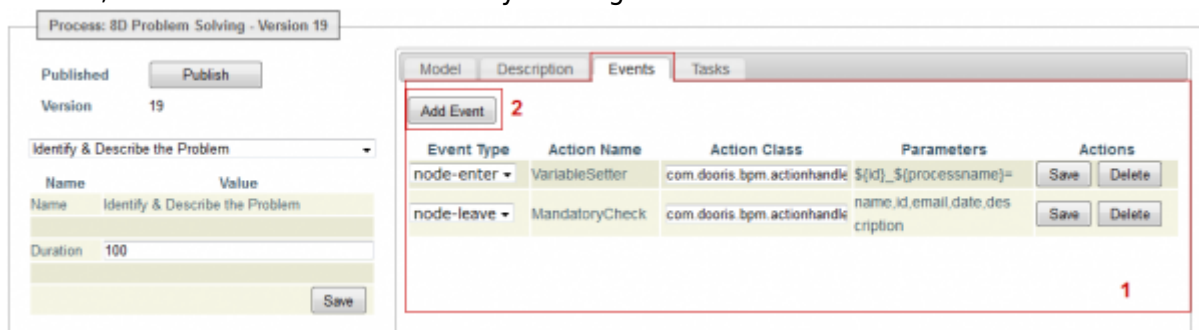 Process: 8D Problem Solving - Version 19
Published Publish
Version 19
Identify & Describe the Problem
Name Value
Name Identify & Describe the Problem
Duration 100
Save
Model Description Events Tasks
Add Event 2
Event Type Action Name Action Class Parameters Actions
node-enter VariableSetter com.dooris.bpm.actionhandle ${id}_${processname}= Save Delete
node-leave MandatoryCheck com.dooris.bpm.actionhandle name,id,email,date,des
cription Save Delete
1